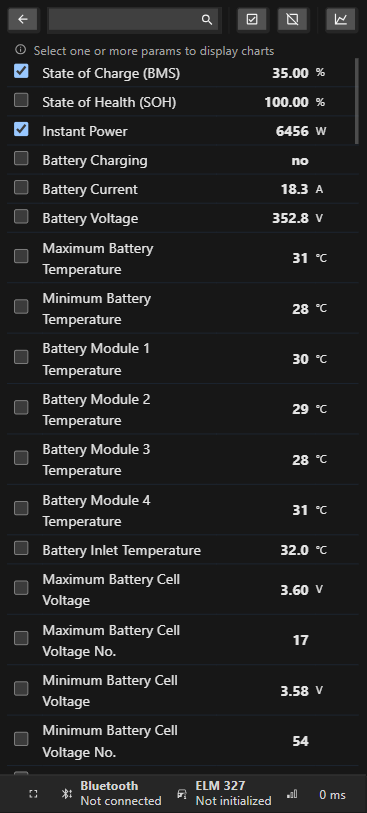 Select one or more params to display charts
State of Charge (BMS) 35.00 %
State of Health (SOH) 100.00 %
Instant Power 6456 W
Battery Charging no
Battery Current 18.3 A
Battery Voltage 352.8 V
Maximum Battery
Temperature 31 °C
Minimum Battery
Temperature 28 °C
Battery Module 1
Temperature 30 °C
Battery Module 2
Temperature 29 °C
Battery Module 3
Temperature 28 °C
Battery Module 4
Temperature 31 °C
Battery Inlet Temperature 32.0 °C
Maximum Battery Cell
Voltage 3.60 V
Maximum Battery Cell
Voltage No. 17
Minimum Battery Cell
Voltage 3.58 V
Minimum Battery Cell
Voltage No. 54
Bluetooth
Not connected
ELM 327
Not initialized
0 ms